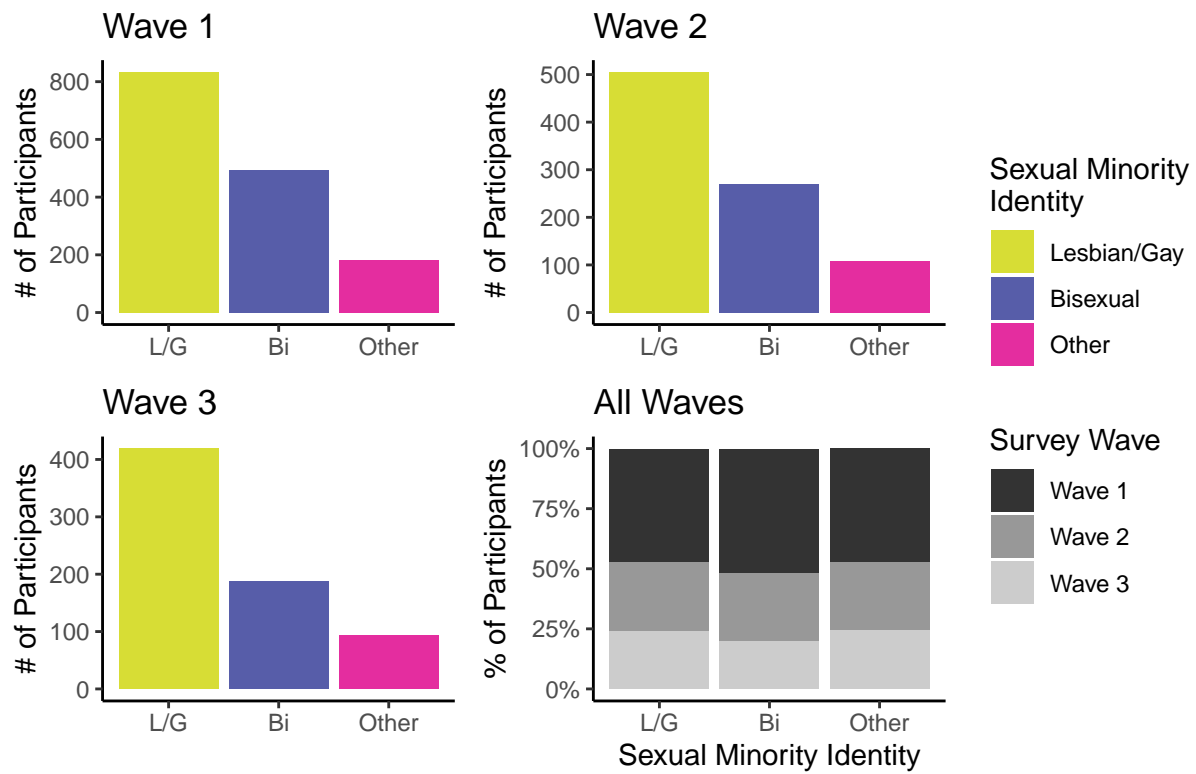 Wave 1
# of Participants
800
600
400
200
0
L/G Bi Other
Wave 2
# of Participants
500
400
300
200
100
0
L/G Bi Other
Wave 3
# of Participants
400
300
200
100
0
L/G Bi Other
All Waves
% of Participants
100%
75%
50%
25%
0%
L/G Bi Other
Sexual Minority Identity
Sexual Minority
Identity
Lesbian/Gay
Bisexual
Other
Survey Wave
Wave 1
Wave 2
Wave 3